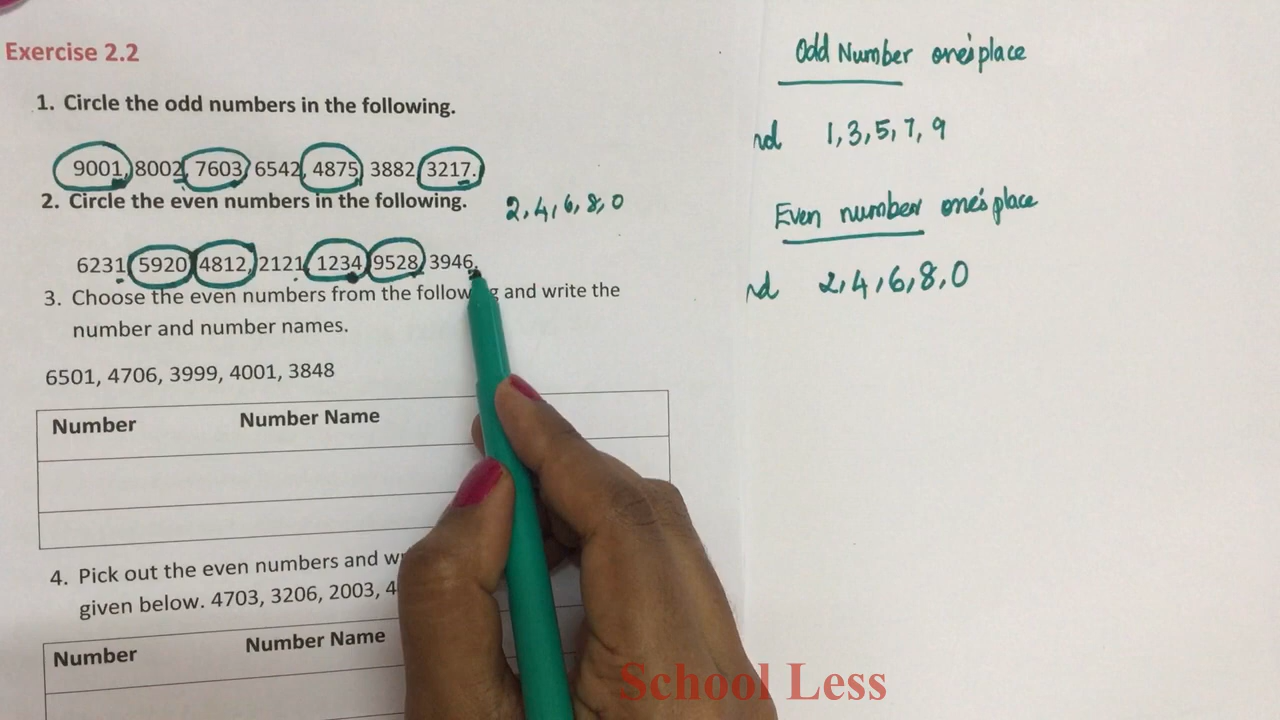 Exercise 2.2
1. Circle the odd numbers in the following.
9001, 8002, 7603, 6542, 4875, 3882, 3217.
2. Circle the even numbers in the following.
2, 4, 6, 8, 0
6231, 5920, 4812, 2121, 1234, 9528, 3946.
3. Choose the even numbers from the following and write the
number and number names.
6501, 4706, 3999, 4001, 3848
Number Number Name
4. Pick out the even numbers and
given below. 4703, 3206, 2003,
Number Number Name
Odd Number one's place
nd 1, 3, 5, 7, 9
Even number one's place
nd 2, 4, 6, 8, 0
School Less